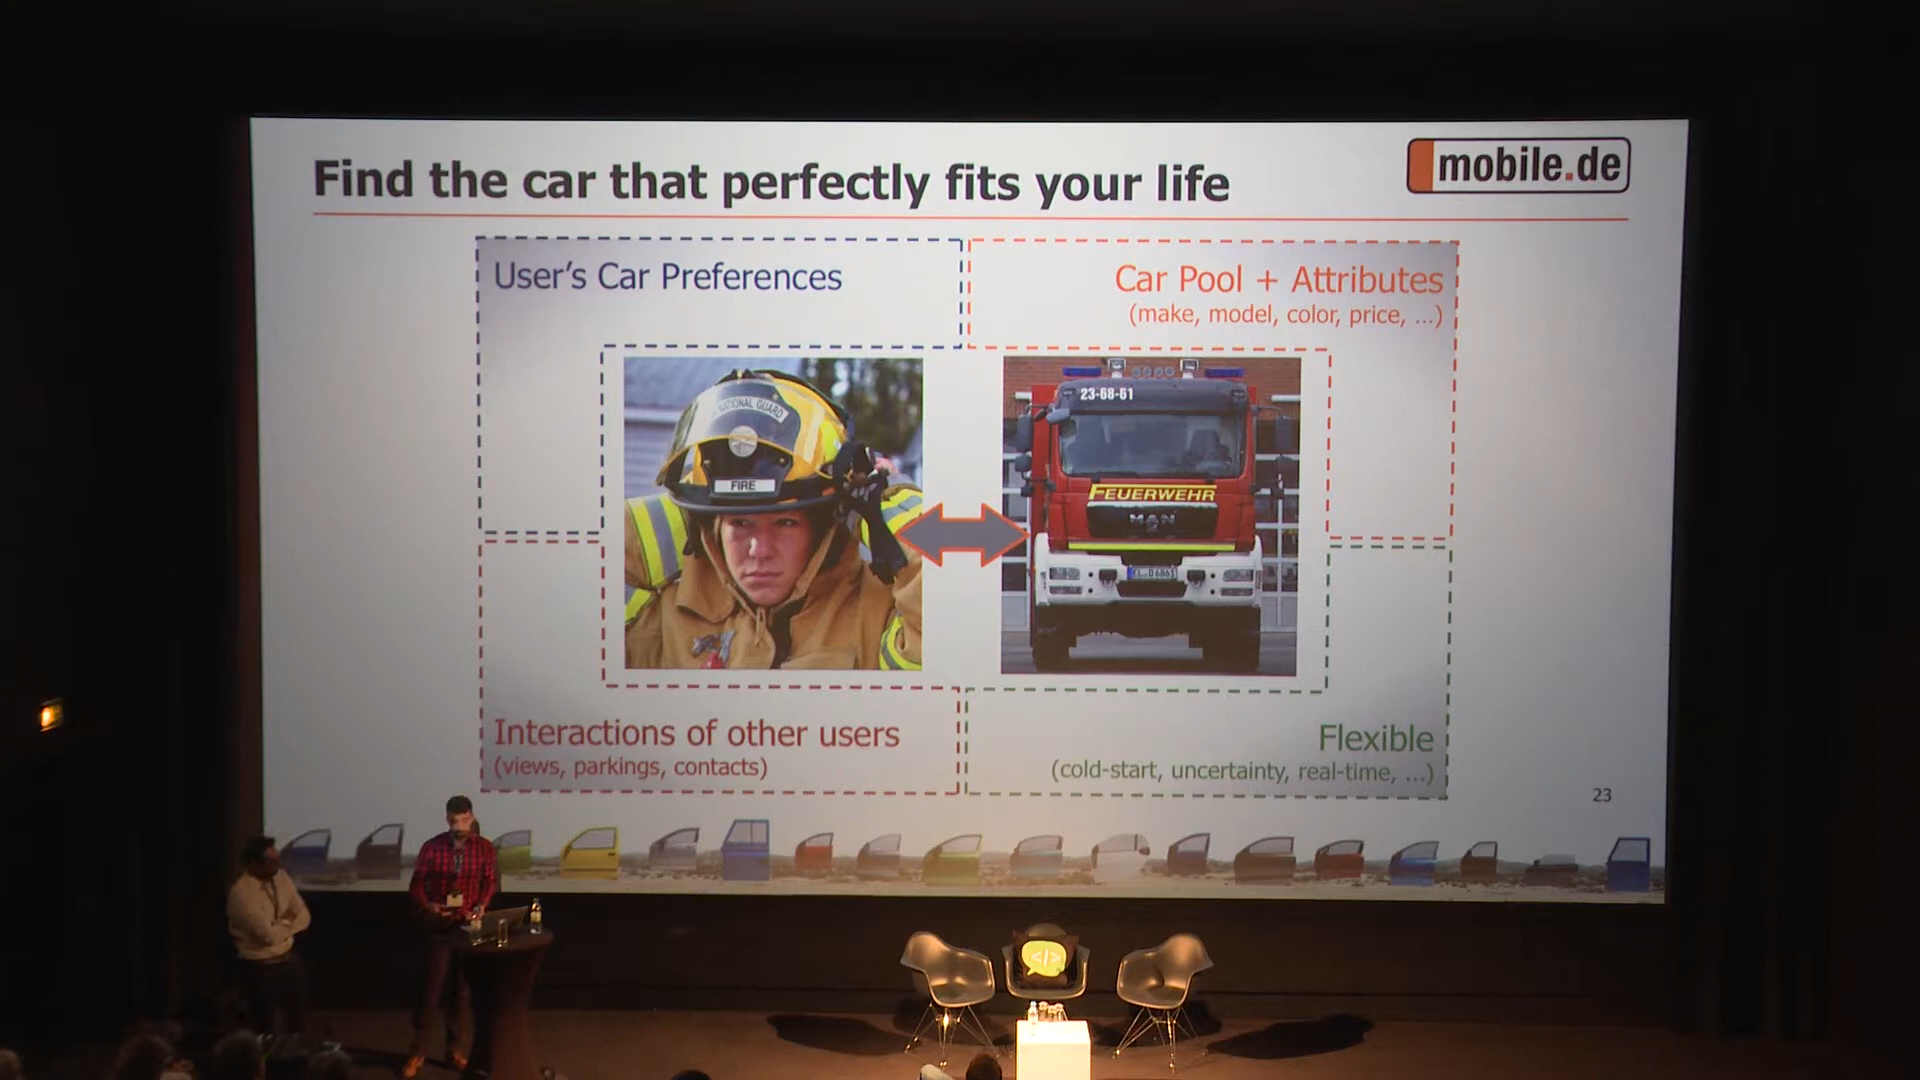 Find the car that perfectly fits your life
mobile.de
User's Car Preferences
Car Pool + Attributes
(make, model, color, price, ...)
NATIONAL GUARD
FIRE
23-68-61
FEUERWEHR
MAN
Interactions of other users
(views, parkings, contacts)
Flexible
(cold-start, uncertainty, real-time, ...)
23
</>